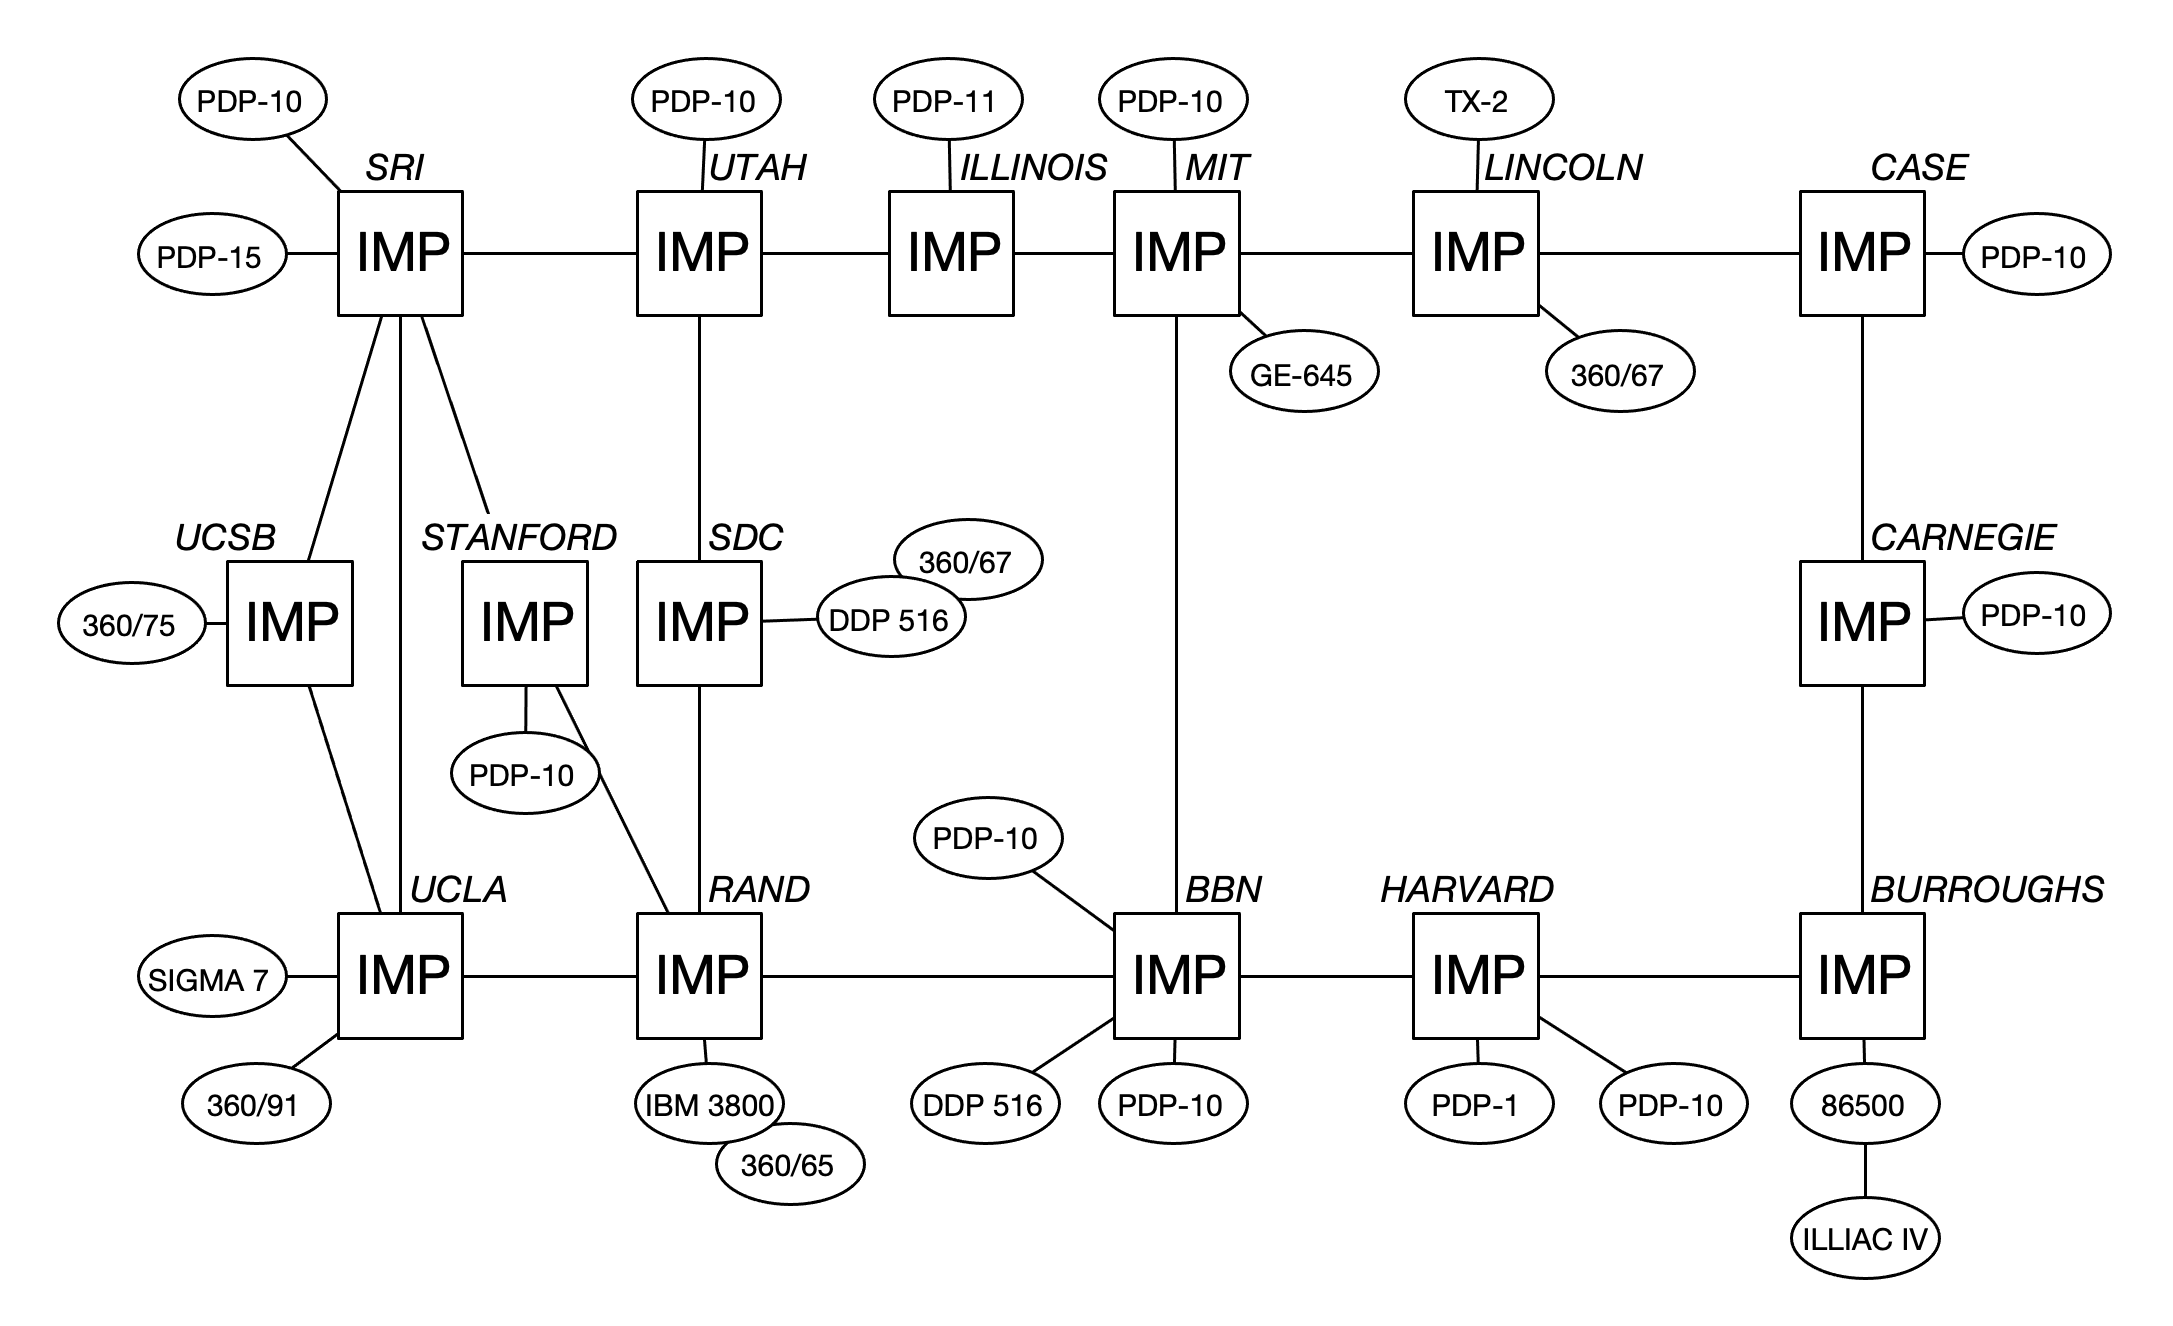 PDP-10
PDP-10
PDP-11
PDP-10
TX-2
SRI
UTAH
ILLINOIS
MIT
LINCOLN
CASE
PDP-15
IMP
IMP
IMP
IMP
IMP
IMP
PDP-10
GE-645
360/67
UCSB
STANFORD
SDC
360/67
CARNEGIE
360/75
IMP
IMP
IMP
DDP 516
IMP
PDP-10
PDP-10
PDP-10
UCLA
RAND
BBN
HARVARD
BURROUGHS
SIGMA 7
IMP
IMP
IMP
IMP
IMP
360/91
IBM 3800
DDP 516
PDP-10
PDP-1
PDP-10
86500
360/65
ILLIAC IV